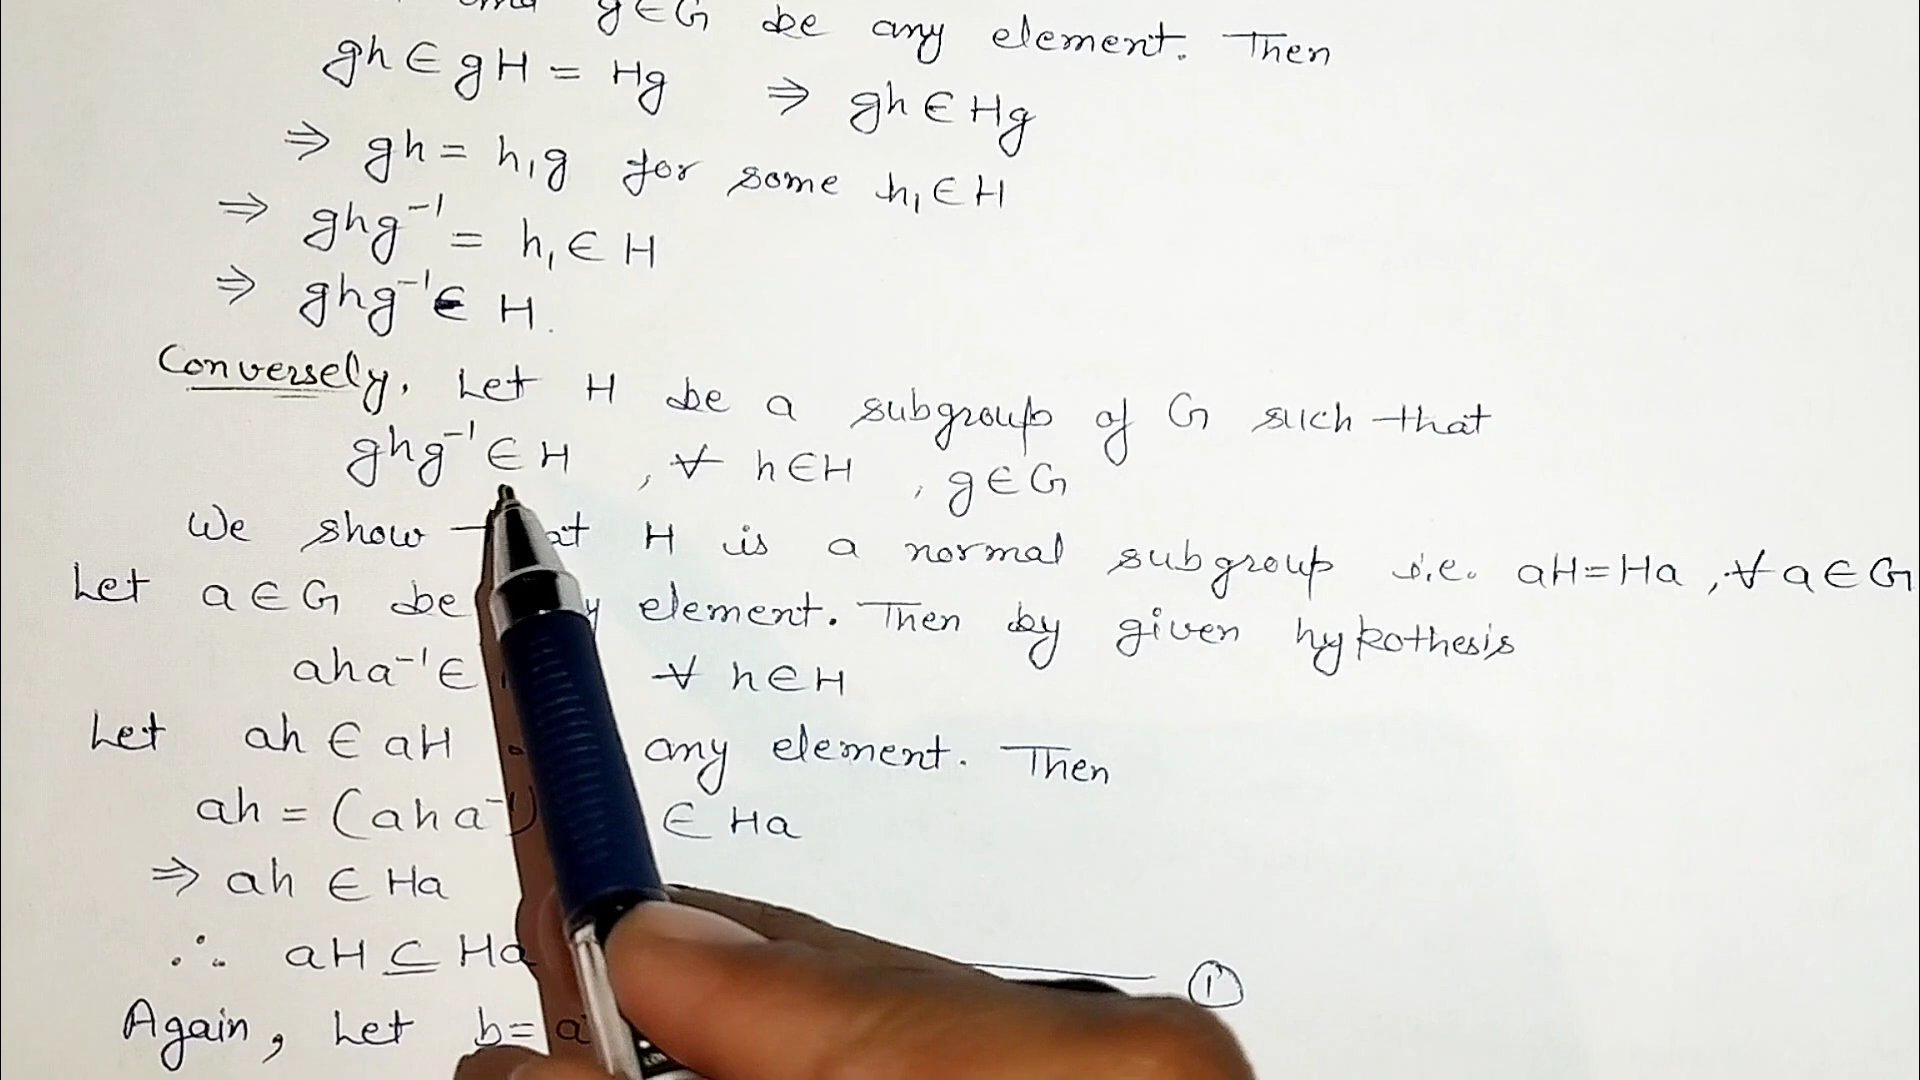 g∈G be any element. Then
gh ∈ gH = Hg ⇒ gh ∈ Hg
⇒ gh = h₁g for some h₁ ∈ H
⇒ ghg⁻¹ = h₁ ∈ H
⇒ ghg⁻¹ ∈ H.
Conversely, Let H be a subgroup of G such that
ghg⁻¹ ∈ H , ∀ h∈H , g∈G
We show H is a normal subgroup i.e. aH=Ha, ∀ a∈G
Let a∈G be element. Then by given hypothesis
aha⁻¹ ∈ ∀ h∈H
Let ah ∈ aH any element. Then
ah = (aha⁻¹) ∈ Ha
⇒ ah ∈ Ha
∴ aH ⊆ Ha ①
Again, Let b= a